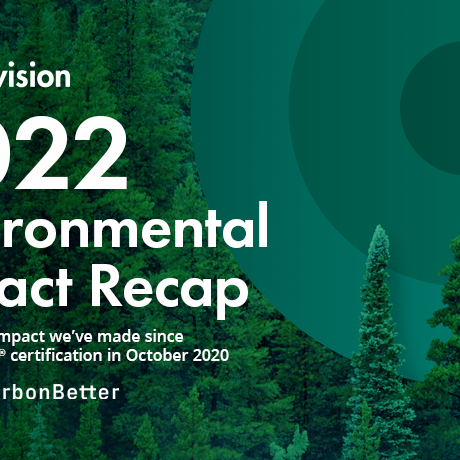 vision
022
ronmental
act Recap
mpact we've made since
® certification in October 2020
rbonBetter